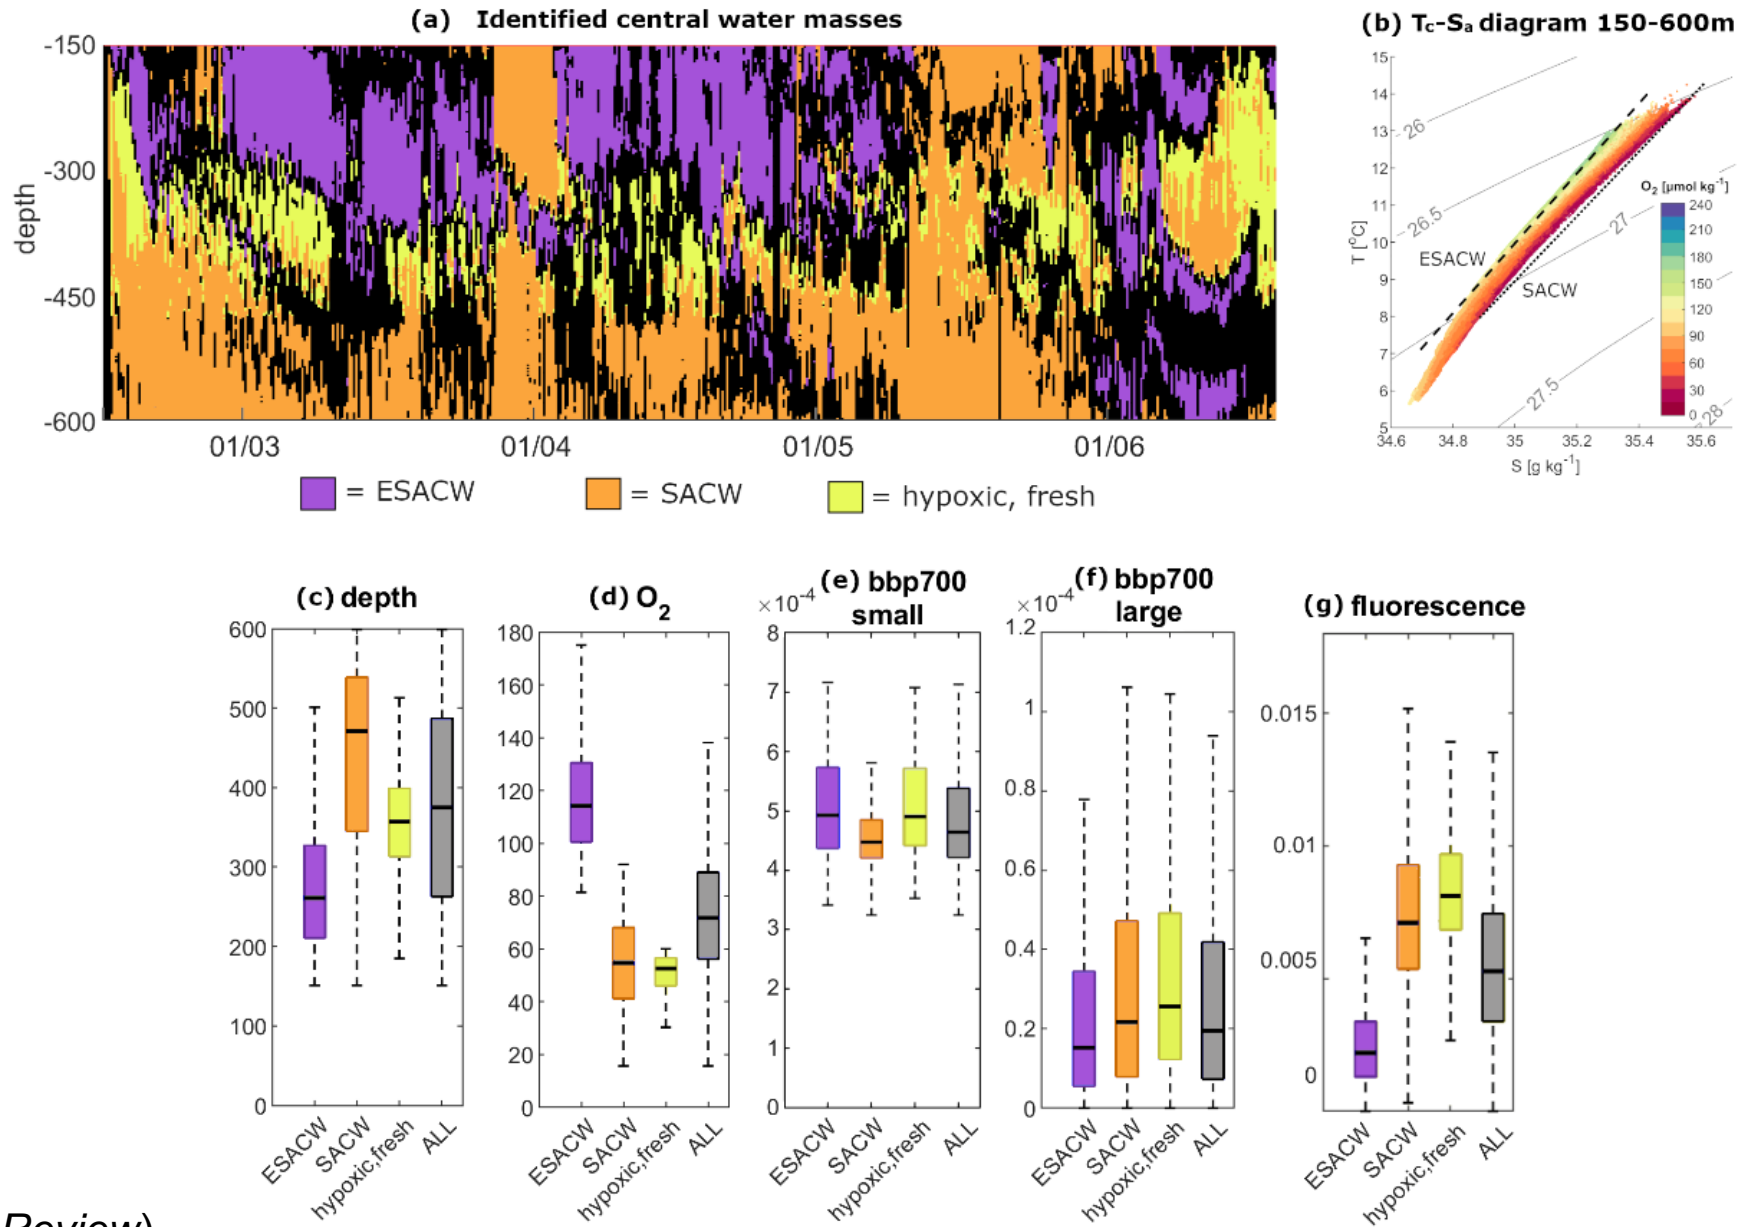 (a) Identified central water masses
(b) Tc-Sa diagram 150-600m
-150
-300
-450
-600
depth
01/03
01/04
01/05
01/06
= ESACW
= SACW
= hypoxic, fresh
15
14
13
12
11
10
9
8
7
6
5
T [°C]
34.6
34.8
35
35.2
35.4
35.6
S [g kg-1]
26
26.5
27
27.5
28
ESACW
SACW
O2 [µmol kg-1]
240
210
180
150
120
90
60
30
0
(c) depth
600
500
400
300
200
100
0
ESACW
SACW
hypoxic,fresh
ALL
(d) O2
180
160
140
120
100
80
60
40
20
0
ESACW
SACW
hypoxic,fresh
ALL
(e) bbp700
small
×10-4
8
7
6
5
4
3
2
1
0
ESACW
SACW
hypoxic,fresh
ALL
(f) bbp700
large
×10-4
1.2
1
0.8
0.6
0.4
0.2
0
ESACW
SACW
hypoxic,fresh
ALL
(g) fluorescence
0.015
0.01
0.005
0
ESACW
SACW
hypoxic,fresh
ALL
Review)